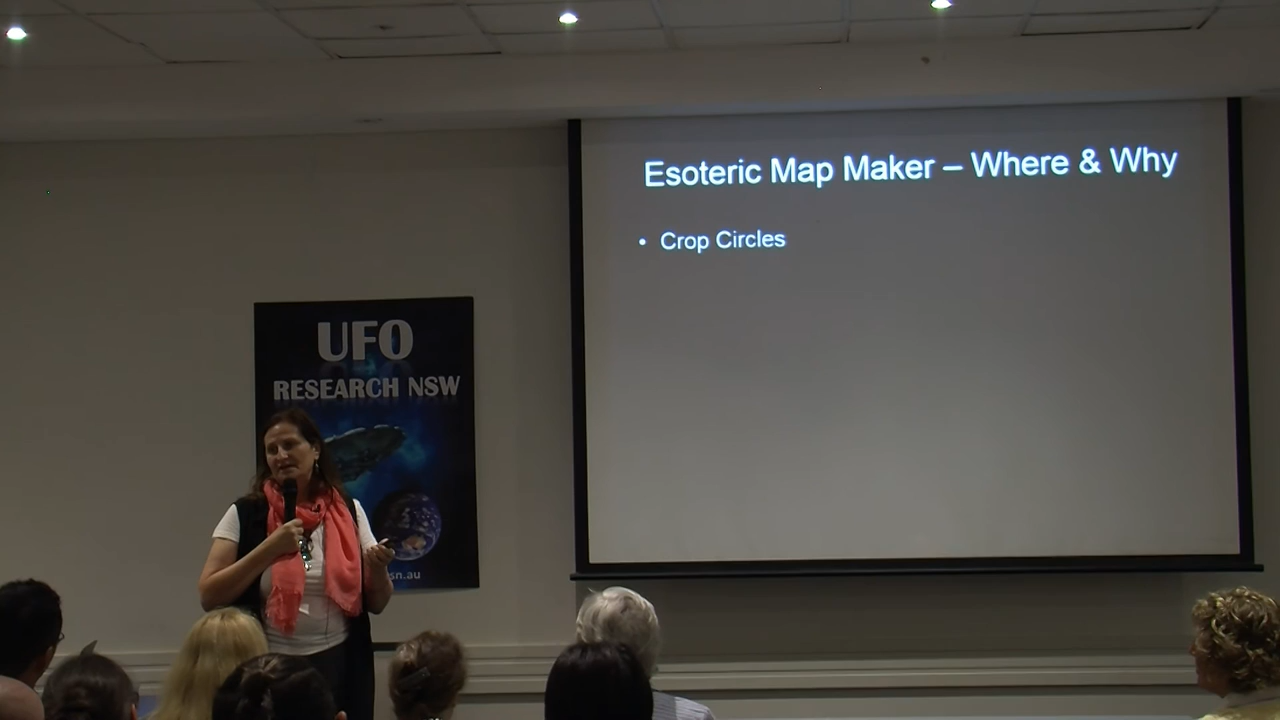 Esoteric Map Maker – Where & Why
• Crop Circles
UFO
RESEARCH NSW
sn.au